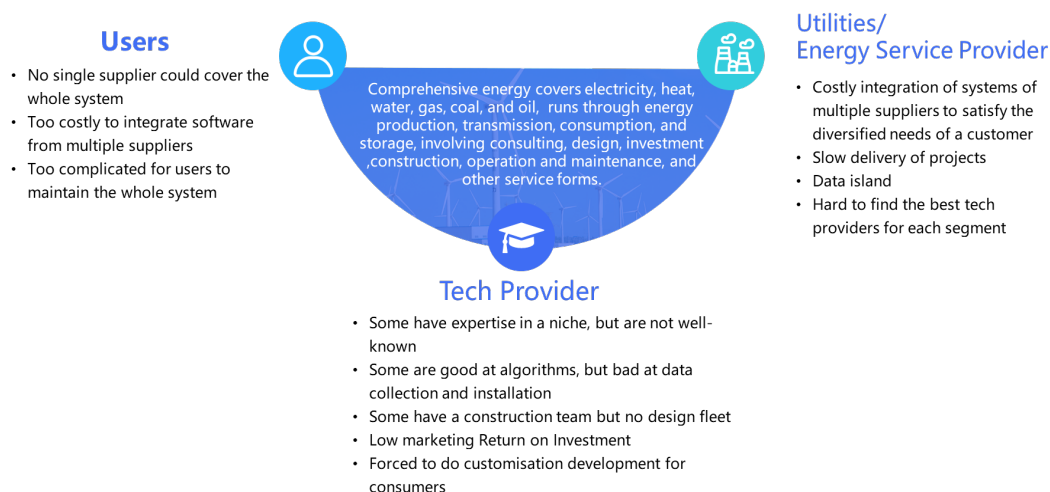 Users
• No single supplier could cover the
whole system
• Too costly to integrate software
from multiple suppliers
• Too complicated for users to
maintain the whole system
Comprehensive energy covers electricity, heat,
water, gas, coal, and oil, runs through energy
production, transmission, consumption, and
storage, involving consulting, design, investment
,construction, operation and maintenance, and
other service forms.
Utilities/
Energy Service Provider
• Costly integration of systems of
multiple suppliers to satisfy the
diversified needs of a customer
• Slow delivery of projects
• Data island
• Hard to find the best tech
providers for each segment
Tech Provider
• Some have expertise in a niche, but are not well-
known
• Some are good at algorithms, but bad at data
collection and installation
• Some have a construction team but no design fleet
• Low marketing Return on Investment
• Forced to do customisation development for
consumers